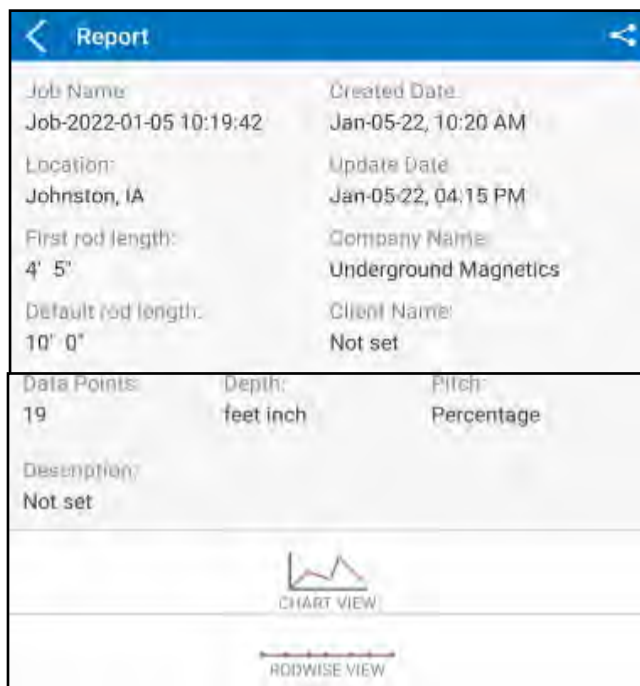 Report
Job Name:
Job-2022-01-05 10:19:42
Created Date:
Jan-05-22, 10:20 AM
Location:
Johnston, IA
Update Date
Jan-05-22, 04:15 PM
First rod length:
4' 5"
Company Name:
Underground Magnetics
Default rod length:
10' 0"
Client Name:
Not set
Data Points:
19
Depth:
feet inch
Pitch:
Percentage
Description:
Not set
CHART VIEW
RODWISE VIEW